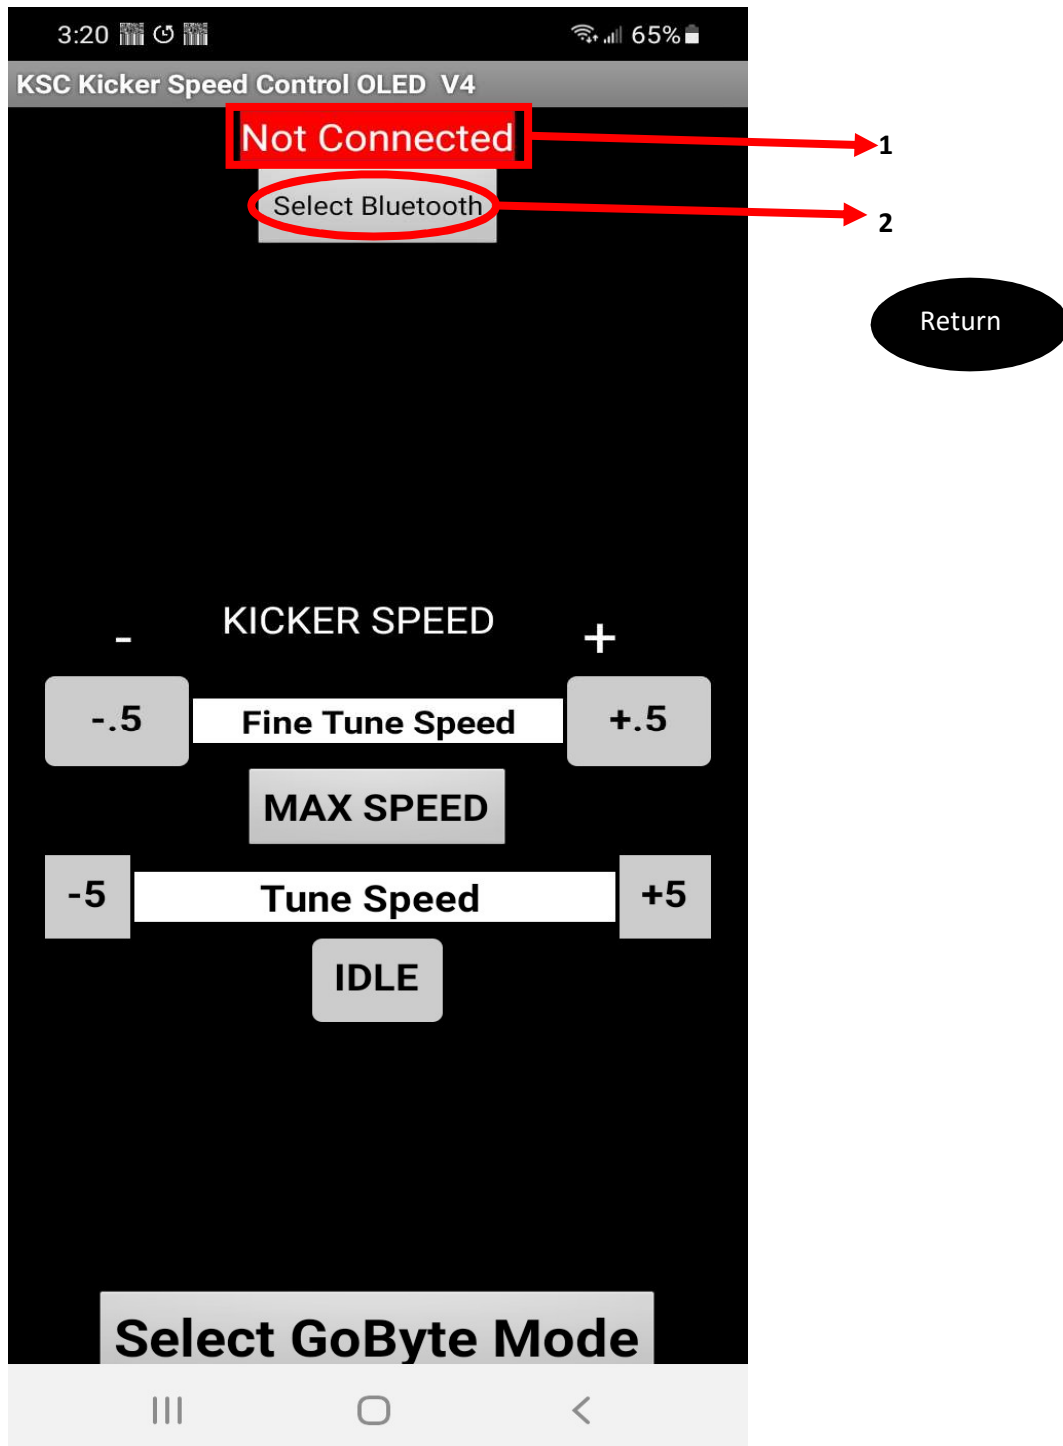 3:20 65%
KSC Kicker Speed Control OLED V4
Not Connected
1
Select Bluetooth
2
Return
- KICKER SPEED +
-.5 Fine Tune Speed +.5
MAX SPEED
-5 Tune Speed +5
IDLE
Select GoByte Mode